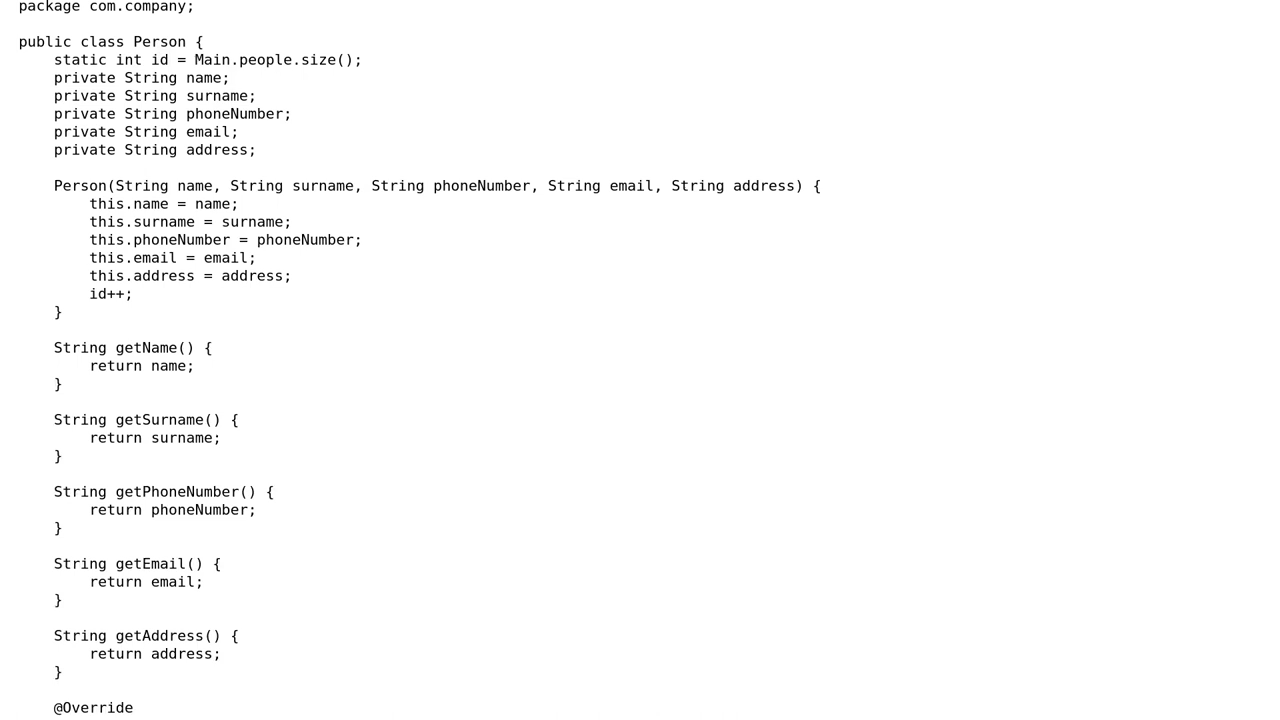 package com.company;

public class Person {
    static int id = Main.people.size();
    private String name;
    private String surname;
    private String phoneNumber;
    private String email;
    private String address;

    Person(String name, String surname, String phoneNumber, String email, String address) {
        this.name = name;
        this.surname = surname;
        this.phoneNumber = phoneNumber;
        this.email = email;
        this.address = address;
        id++;
    }

    String getName() {
        return name;
    }

    String getSurname() {
        return surname;
    }

    String getPhoneNumber() {
        return phoneNumber;
    }

    String getEmail() {
        return email;
    }

    String getAddress() {
        return address;
    }

    @Override